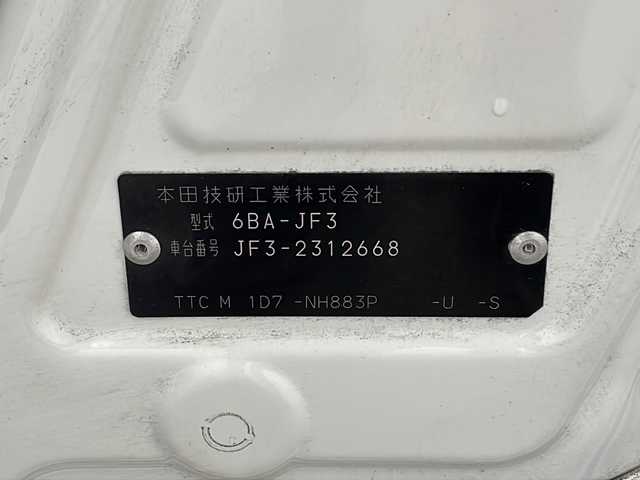 本田技研工業株式会社
型式 6BA-JF3
車台番号 JF3-2312668
TTC M 1D7 -NH883P -U -S